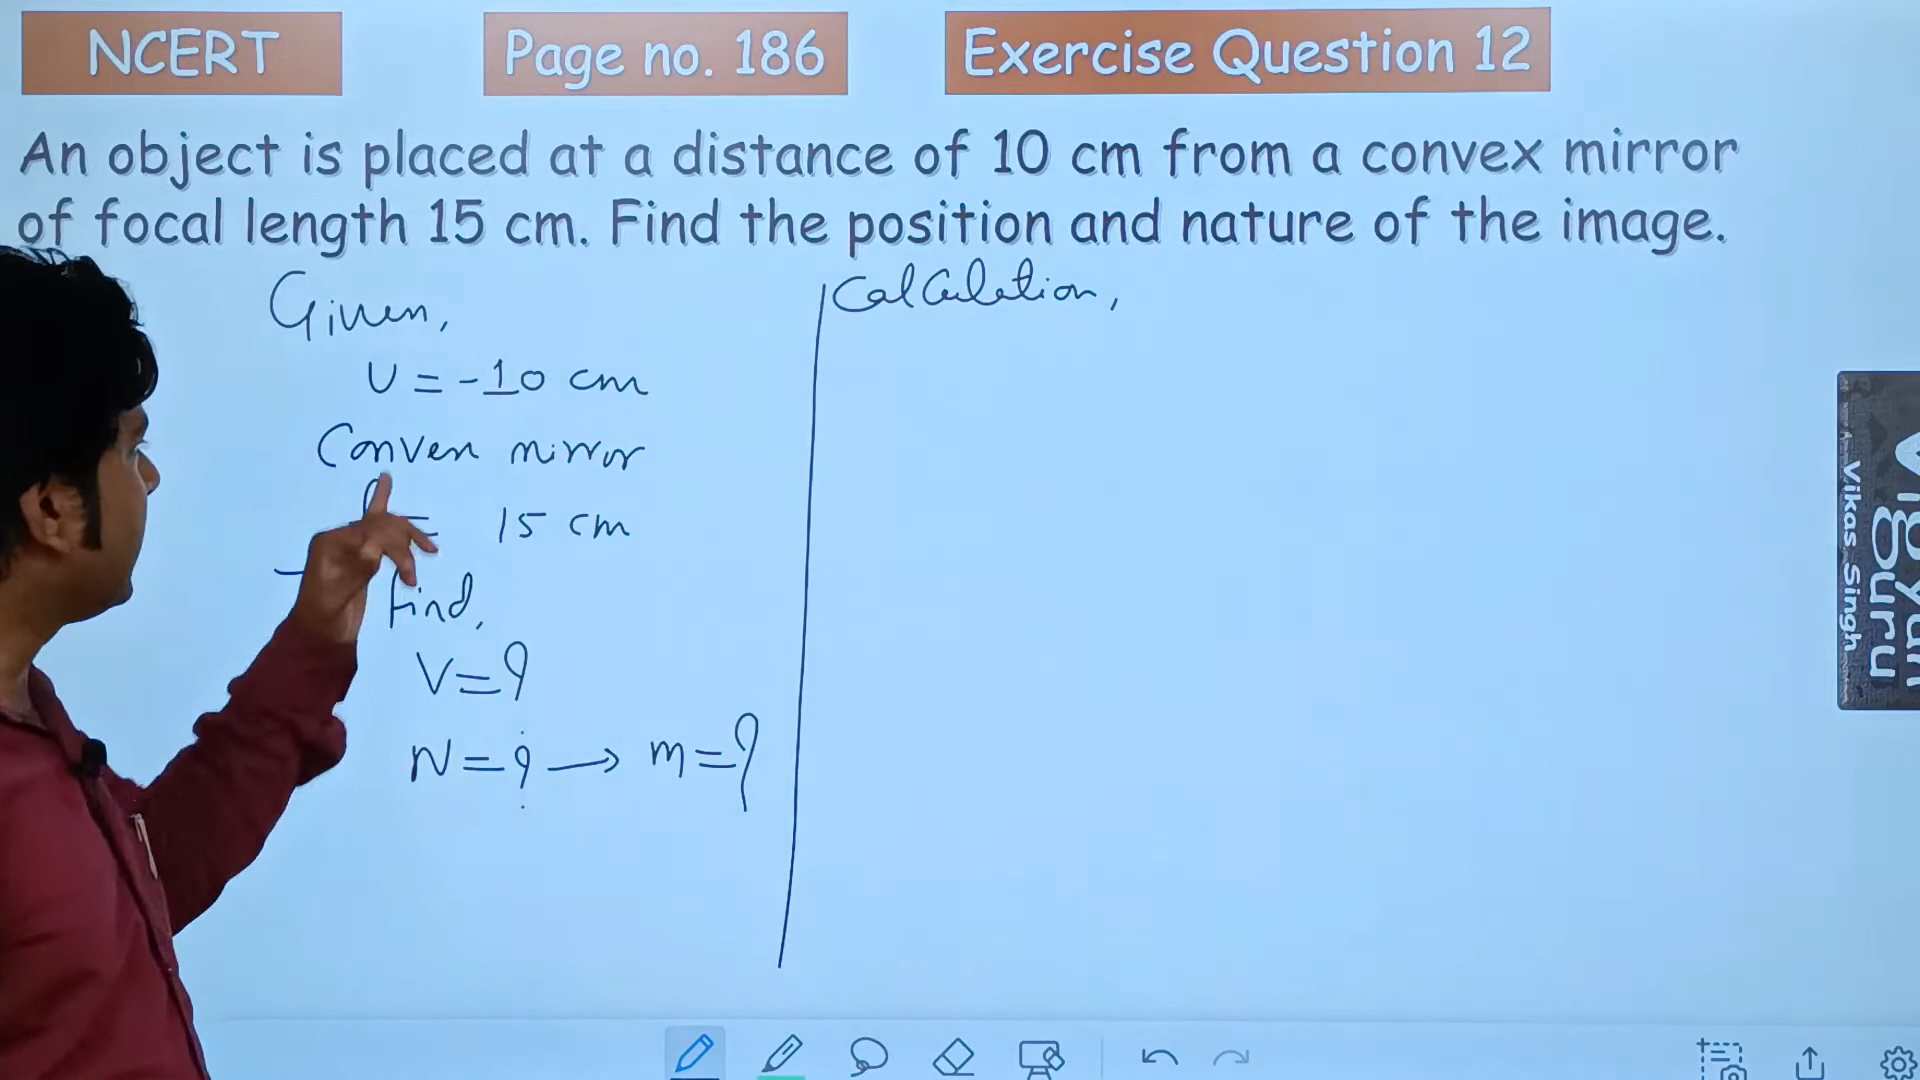 NCERT
Page no. 186
Exercise Question 12
An object is placed at a distance of 10 cm from a convex mirror
of focal length 15 cm. Find the position and nature of the image.
Given,
U = -10 cm
Conven mirror
= 15 cm
find,
V=?
N=? → m=?
Calculation,
Vigyan
guru
Vikas Singh